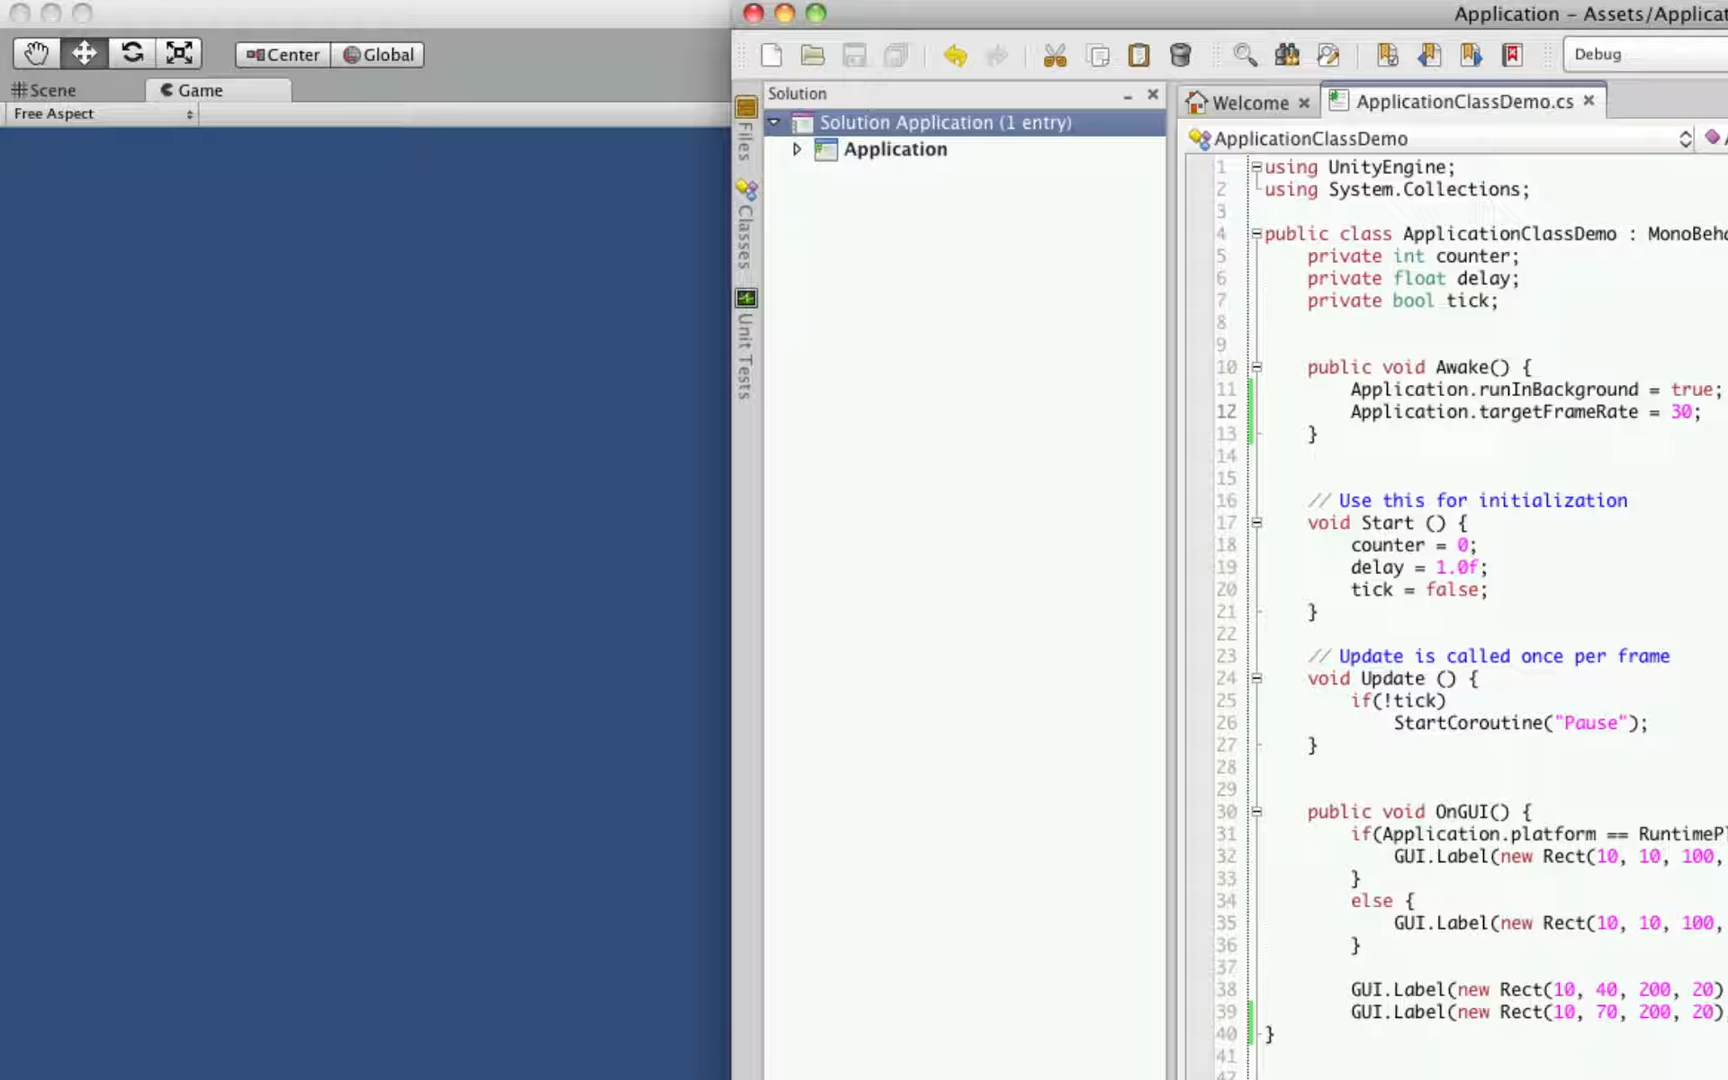 Center
Global
Scene
Game
Free Aspect
Application – Assets/Applicat
Debug
Solution
Solution Application (1 entry)
Application
Files
Classes
Unit Tests
Welcome
ApplicationClassDemo.cs
ApplicationClassDemo
1 using UnityEngine;
2 using System.Collections;
3
4 public class ApplicationClassDemo : MonoBeha
5 private int counter;
6 private float delay;
7 private bool tick;
8
9
10 public void Awake() {
11 Application.runInBackground = true;
12 Application.targetFrameRate = 30;
13 }
14
15
16 // Use this for initialization
17 void Start () {
18 counter = 0;
19 delay = 1.0f;
20 tick = false;
21 }
22
23 // Update is called once per frame
24 void Update () {
25 if(!tick)
26 StartCoroutine("Pause");
27 }
28
29
30 public void OnGUI() {
31 if(Application.platform == RuntimePl
32 GUI.Label(new Rect(10, 10, 100,
33 }
34 else {
35 GUI.Label(new Rect(10, 10, 100,
36 }
37
38 GUI.Label(new Rect(10, 40, 200, 20)
39 GUI.Label(new Rect(10, 70, 200, 20)
40 }
41